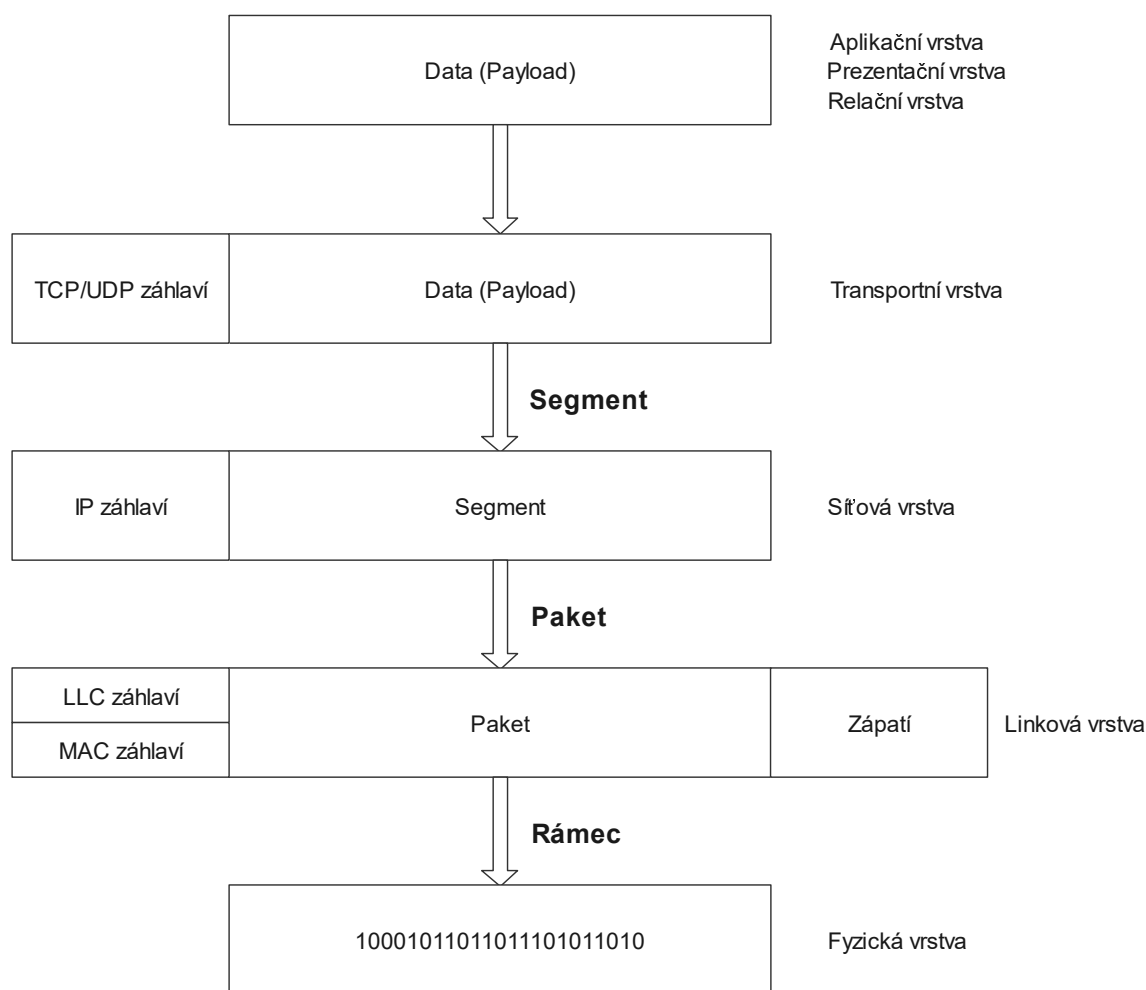 Data (Payload)
Aplikační vrstva
Prezentační vrstva
Relační vrstva
TCP/UDP záhlaví
Data (Payload)
Transportní vrstva
Segment
IP záhlaví
Segment
Síťová vrstva
Paket
LLC záhlaví
MAC záhlaví
Paket
Zápatí
Linková vrstva
Rámec
10001011011011101011010
Fyzická vrstva